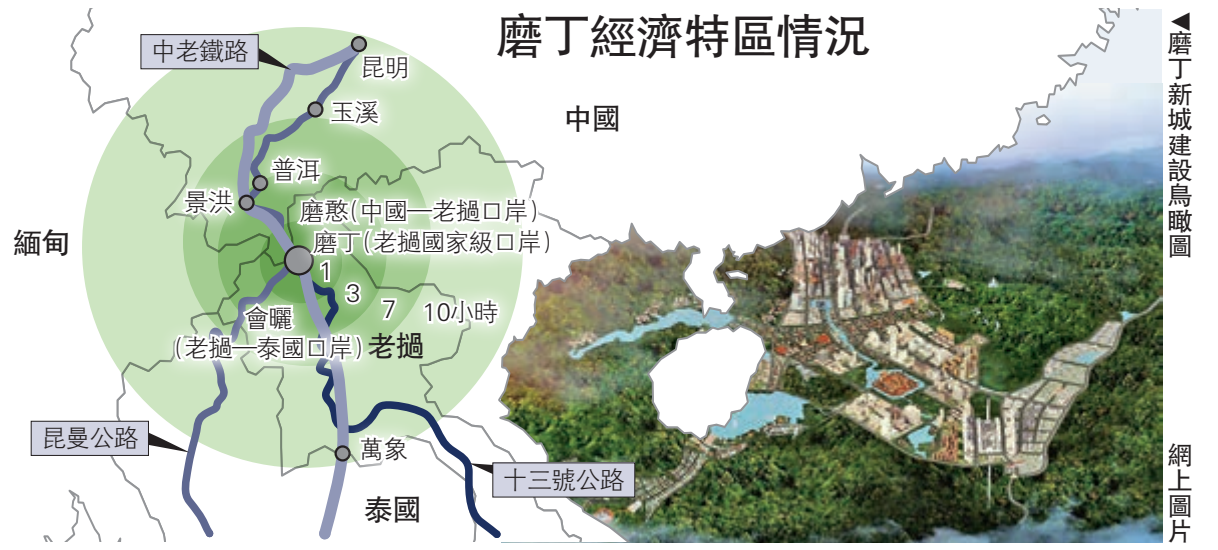 磨丁經濟特區情況
中老鐵路
昆明
玉溪
中國
普洱
景洪
磨憨(中國—老撾口岸)
磨丁(老撾國家級口岸)
緬甸
1
3
7
10小時
會曬
(老撾—泰國口岸)
老撾
昆曼公路
萬象
十三號公路
泰國
◀磨丁新城建設鳥瞰圖
網上圖片